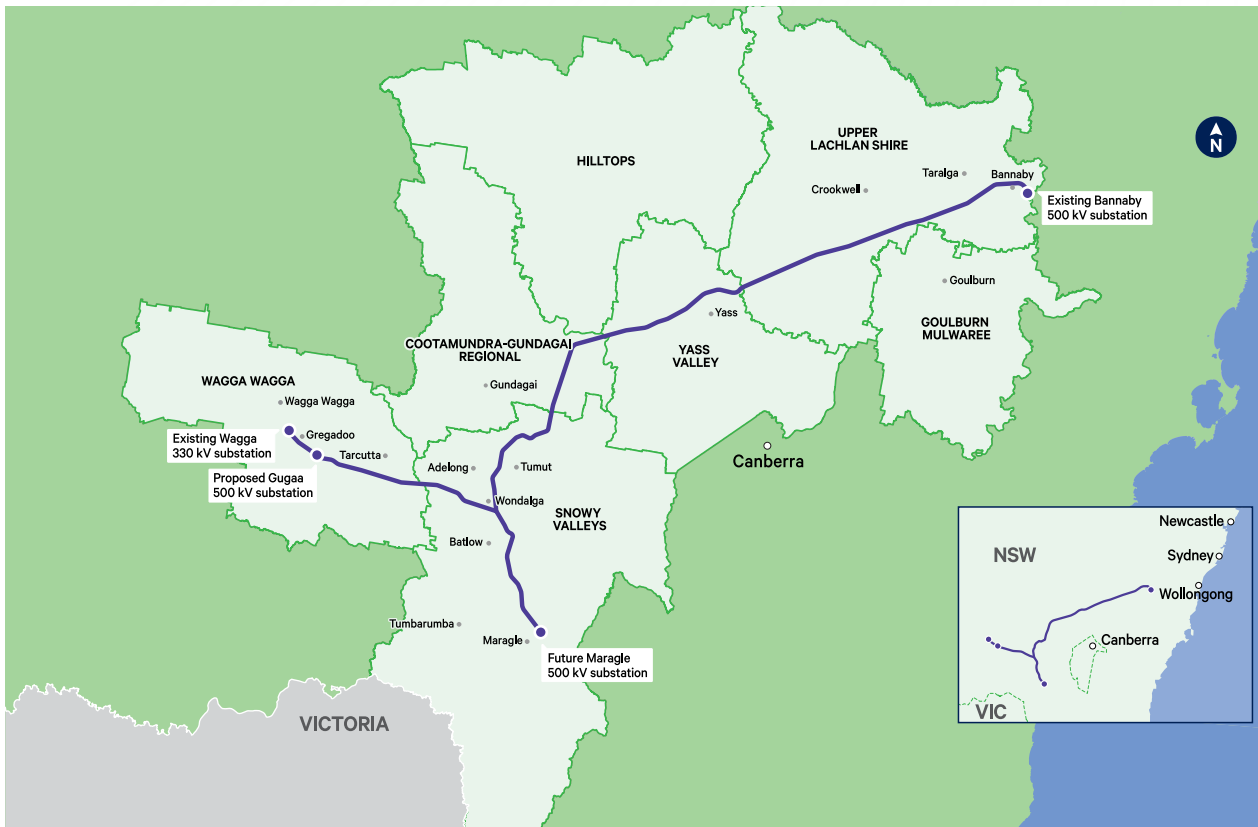 HILLTOPS
UPPER
LACHLAN SHIRE
N
Taralga
Bannaby
Crookwell
Existing Bannaby
500 kV substation
Goulburn
GOULBURN
MULWAREE
Yass
YASS
VALLEY
COOTAMUNDRA-GUNDAGAI
REGIONAL
Gundagai
WAGGA WAGGA
Wagga Wagga
Existing Wagga
330 kV substation
Gregadoo
Tarcutta
Proposed Gugaa
500 kV substation
Adelong
Tumut
Wondalga
SNOWY
VALLEYS
Batlow
Canberra
Tumbarumba
Maragle
Future Maragle
500 kV substation
VICTORIA
Newcastle
NSW
Sydney
Wollongong
Canberra
VIC